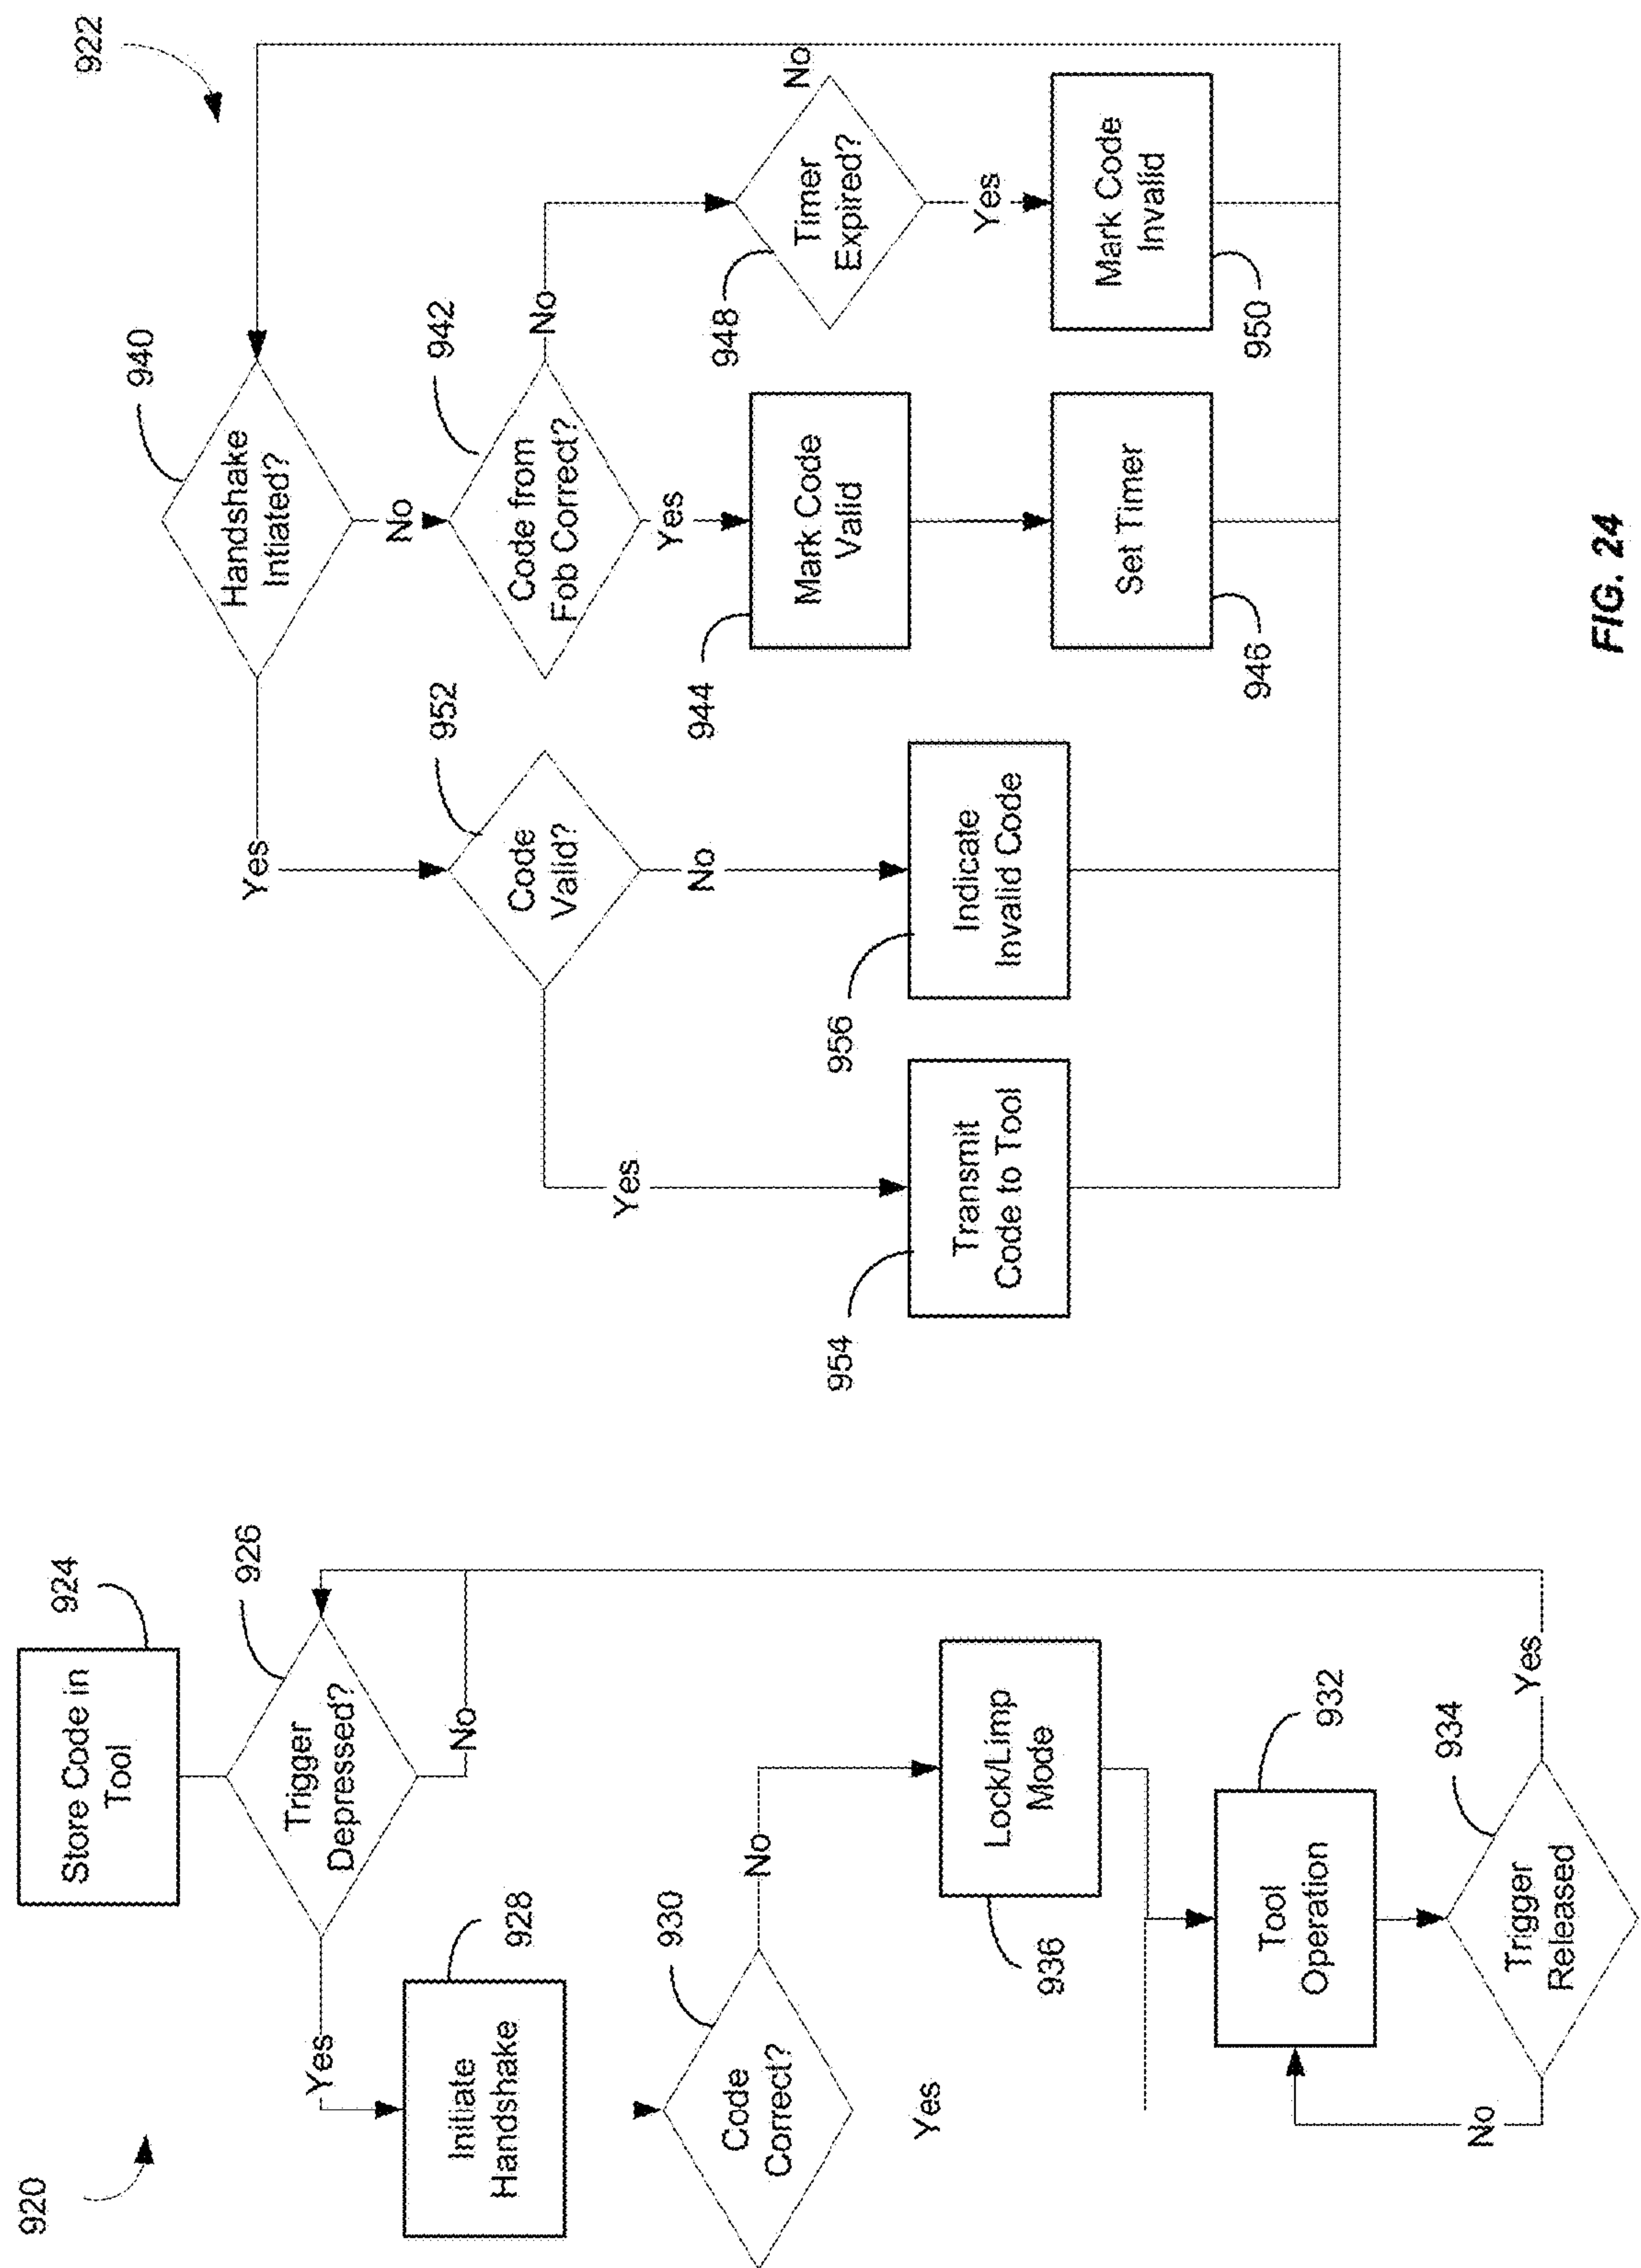 920
Store Code in
Tool
924
Trigger
Depressed?
926
Yes
No
Initiate
Handshake
928
Code
Correct?
930
No
Yes
Lock/Limp
Mode
936
Tool
Operation
932
Trigger
Released
934
No
Yes
922
Handshake
Intiated?
940
Yes
No
Code
Valid?
952
Code from
Fob Correct?
942
No
Yes
No
Yes
Mark Code
Valid
944
Timer
Expired?
948
No
Yes
Transmit
Code to Tool
954
Indicate
Invalid Code
956
Set Timer
946
Mark Code
Invalid
950
FIG. 24